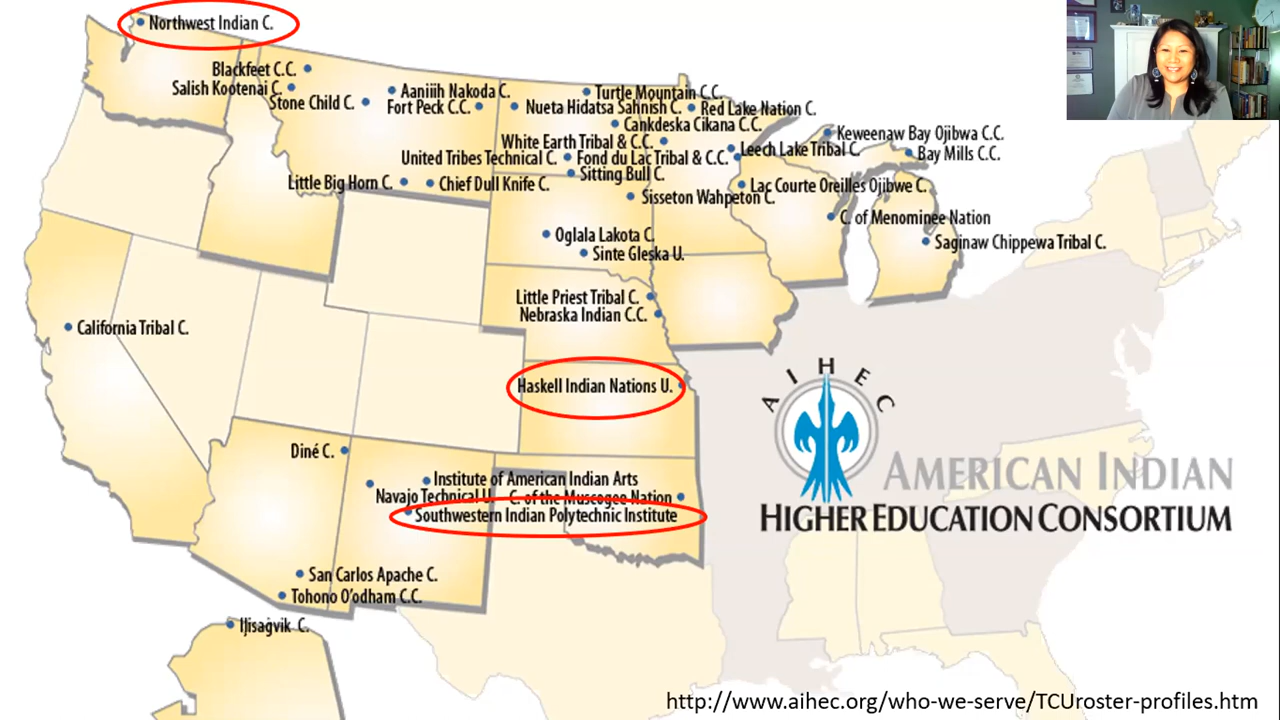 Northwest Indian C.
Blackfeet C.C.
Salish Kootenai C.
Stone Child C.
Aaniiih Nakoda C.
Fort Peck C.C.
Turtle Mountain C.C.
Nueta Hidatsa Sahnish C.
Red Lake Nation C.
Cankdeska Cikana C.C.
White Earth Tribal & C.C.
United Tribes Technical C.
Fond du Lac Tribal & C.C.
Leech Lake Tribal C.
Keweenaw Bay Ojibwa C.C.
Bay Mills C.C.
Sitting Bull C.
Little Big Horn C.
Chief Dull Knife C.
Sisseton Wahpeton C.
Lac Courte Oreilles Ojibwe C.
C. of Menominee Nation
Saginaw Chippewa Tribal C.
Oglala Lakota C.
Sinte Gleska U.
Little Priest Tribal C.
Nebraska Indian C.C.
California Tribal C.
Haskell Indian Nations U.
Diné C.
Institute of American Indian Arts
Navajo Technical U.
C. of the Muscogee Nation
Southwestern Indian Polytechnic Institute
San Carlos Apache C.
Tohono O'odham C.C.
Iḷisaġvik C.
AIHEC
AMERICAN INDIAN
HIGHER EDUCATION CONSORTIUM
http://www.aihec.org/who-we-serve/TCUroster-profiles.htm